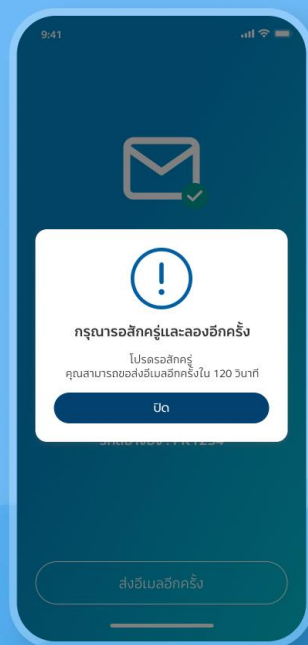 9:41
กรุณารอสักครู่และลองอีกครั้ง
โปรดรอสักครู่
คุณสามารถขอส่งอีเมลอีกครั้งใน 120 วินาที
ปิด
ส่งอีเมลอีกครั้ง